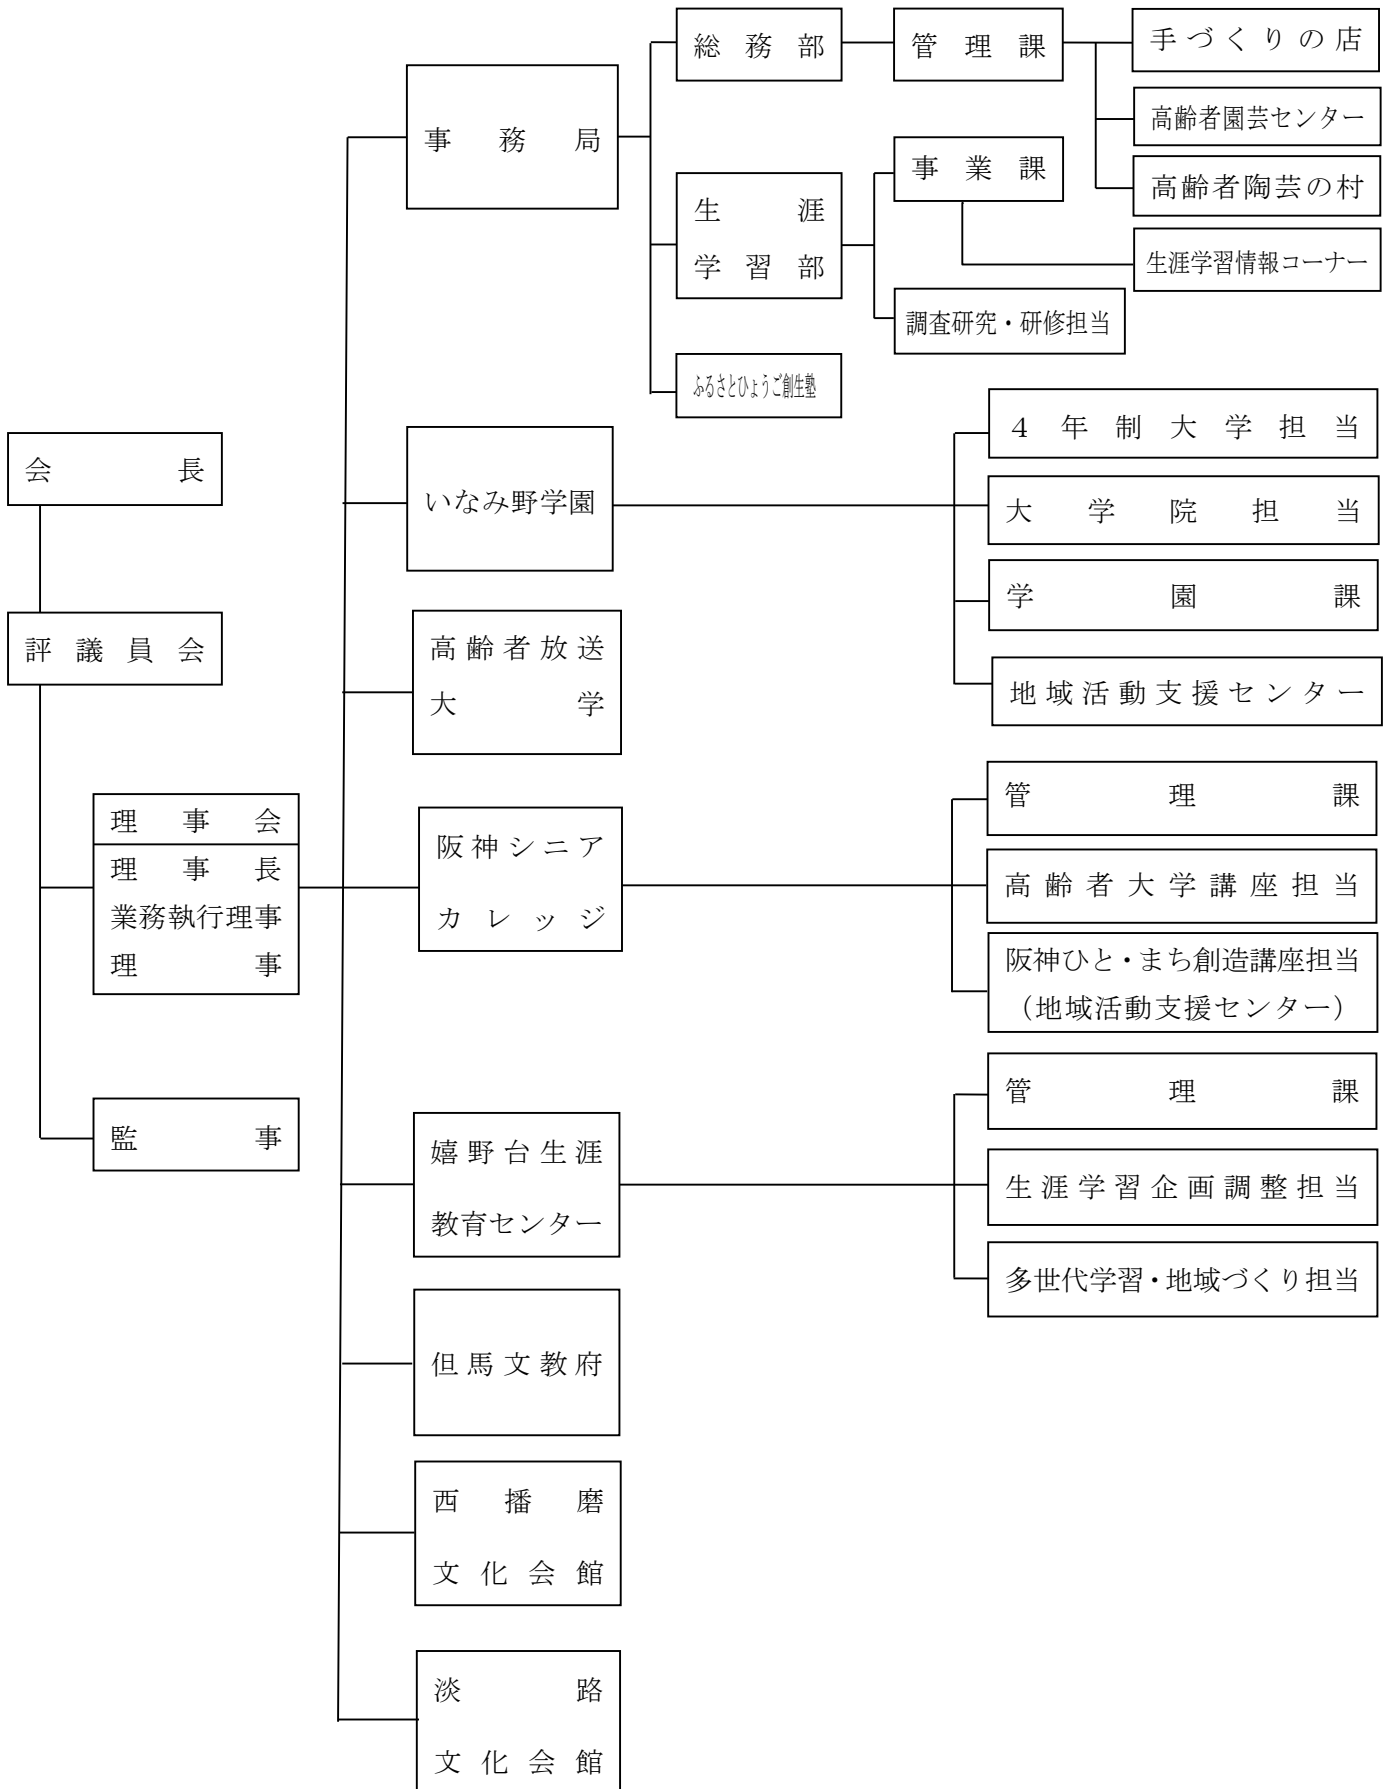 総務部
管理課
手づくりの店
高齢者園芸センター
高齢者陶芸の村
事務局
生涯
学習部
事業課
生涯学習情報コーナー
調査研究・研修担当
ふるさとひょうご創生塾
会長
評議員会
いなみ野学園
4年制大学担当
大学院担当
学園課
地域活動支援センター
高齢者放送
大学
理事会
理事長
業務執行理事
理事
監事
阪神シニア
カレッジ
管理課
高齢者大学講座担当
阪神ひと・まち創造講座担当
（地域活動支援センター）
嬉野台生涯
教育センター
管理課
生涯学習企画調整担当
多世代学習・地域づくり担当
但馬文教府
西播磨
文化会館
淡路
文化会館